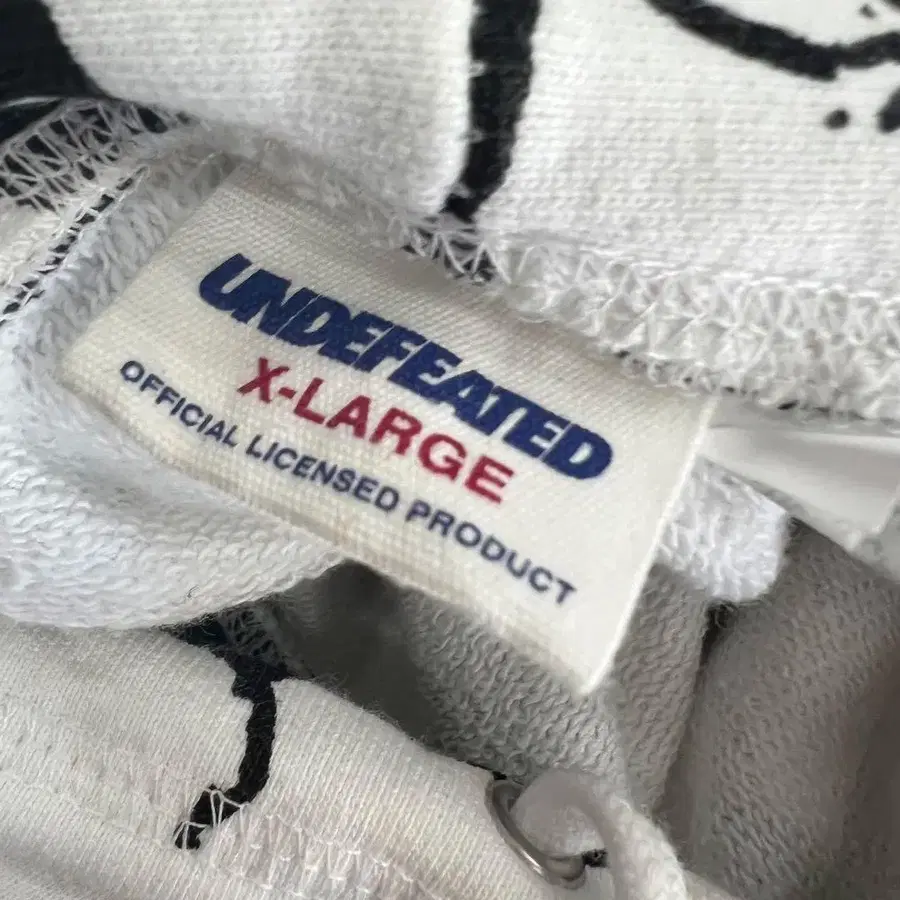 UNDEFEATED
X-LARGE
OFFICIAL LICENSED PRODUCT